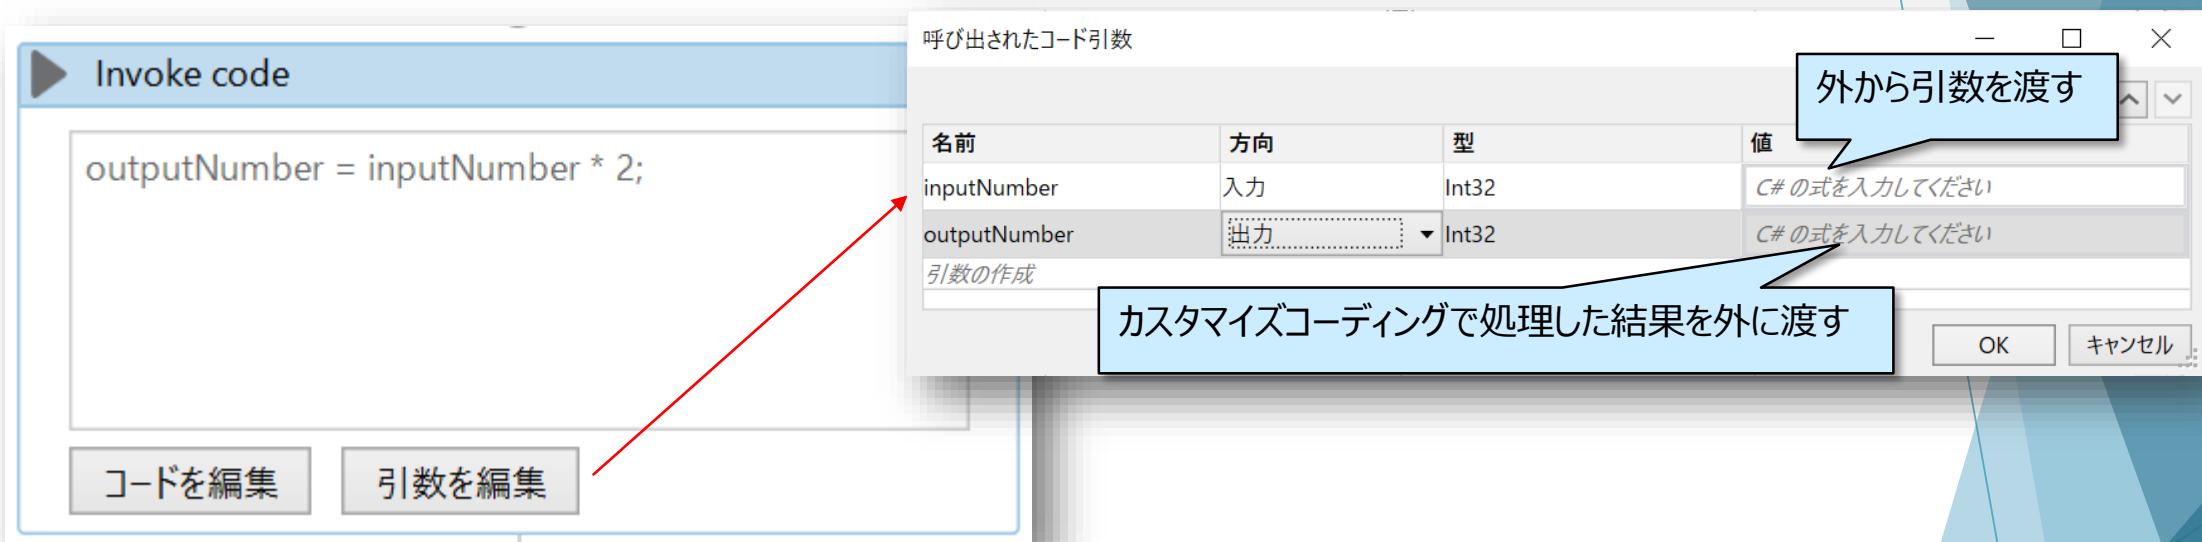 Invoke code
outputNumber = inputNumber * 2;
コードを編集
引数を編集
呼び出されたコード引数
外から引数を渡す
名前 方向 型 値
inputNumber 入力 Int32 C# の式を入力してください
outputNumber 出力 Int32 C# の式を入力してください
引数の作成
カスタマイズコーディングで処理した結果を外に渡す
OK キャンセル